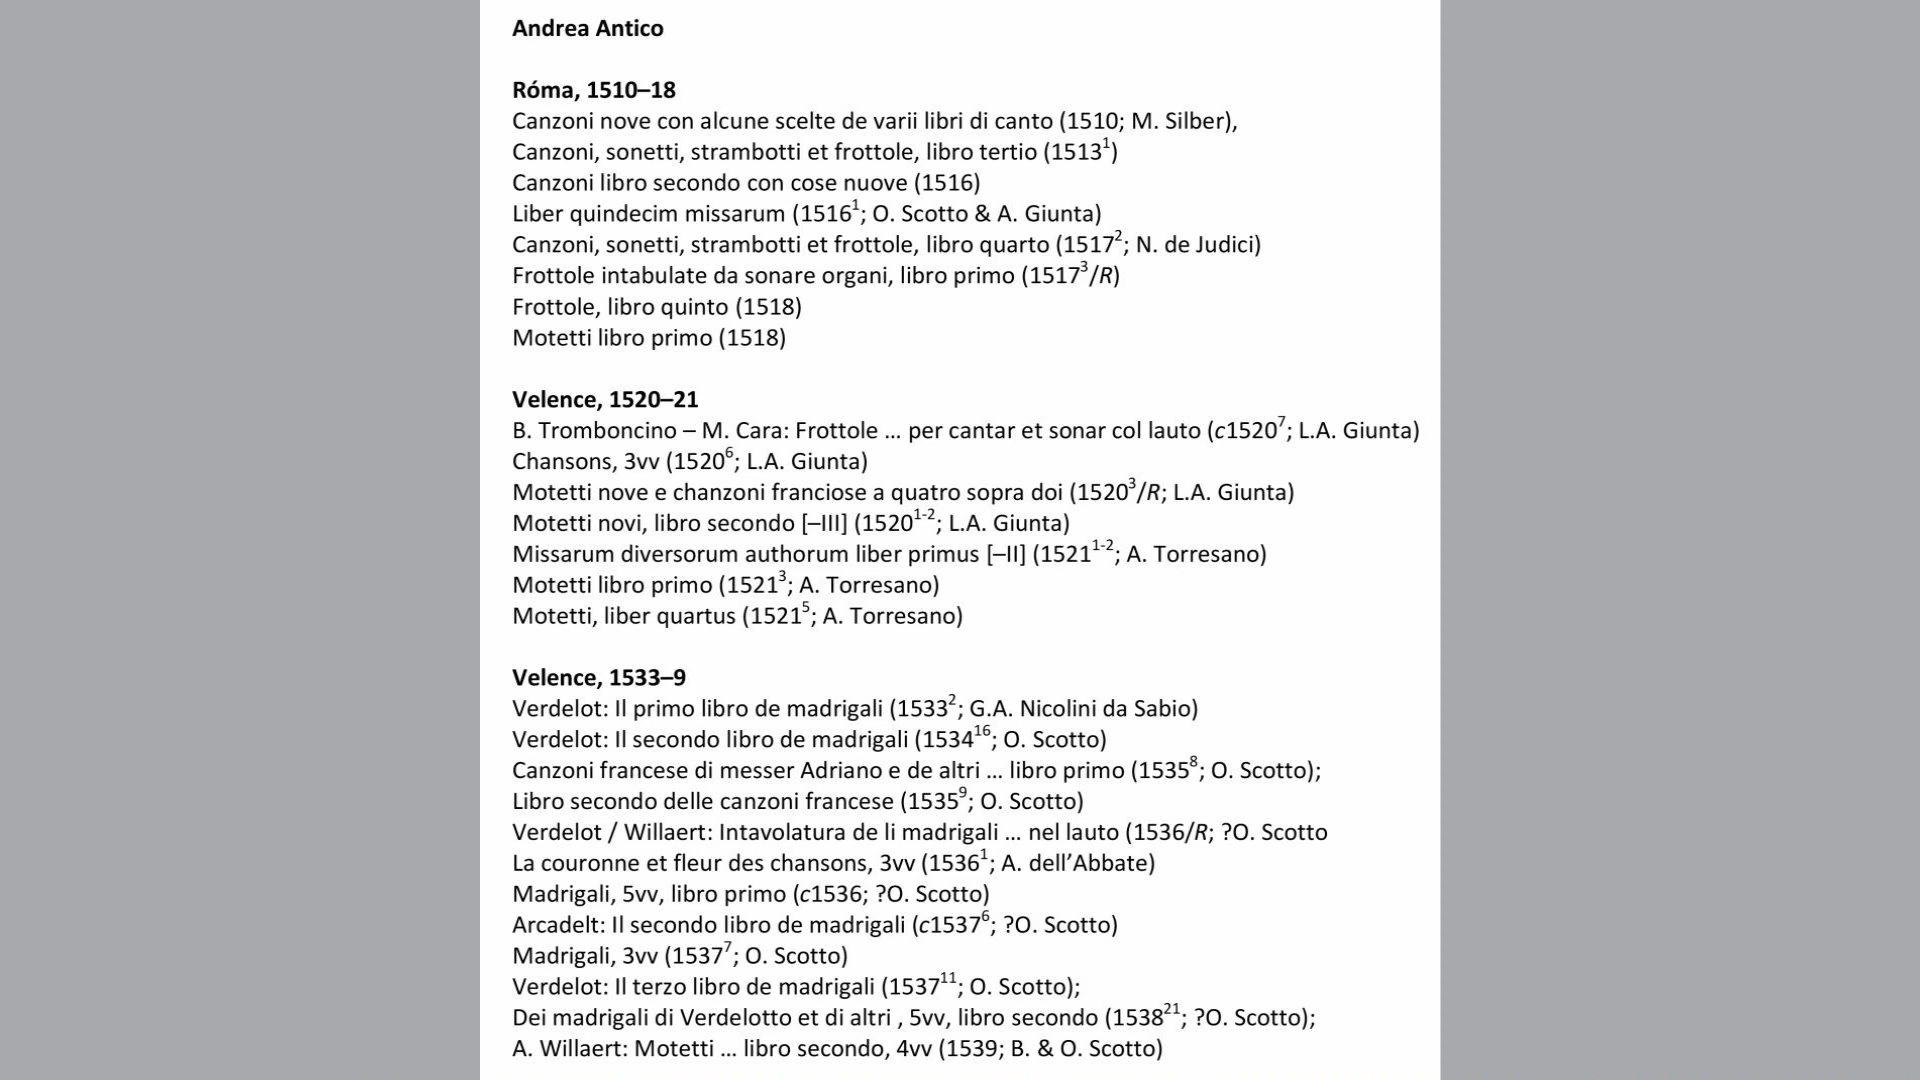 Andrea Antico
Róma, 1510–18
Canzoni nove con alcune scelte de varii libri di canto (1510; M. Silber),
Canzoni, sonetti, strambotti et frottole, libro tertio (1513¹)
Canzoni libro secondo con cose nuove (1516)
Liber quindecim missarum (1516¹; O. Scotto & A. Giunta)
Canzoni, sonetti, strambotti et frottole, libro quarto (1517²; N. de Judici)
Frottole intabulate da sonare organi, libro primo (1517³/R)
Frottole, libro quinto (1518)
Motetti libro primo (1518)
Velence, 1520–21
B. Tromboncino – M. Cara: Frottole ... per cantar et sonar col lauto (c1520⁷; L.A. Giunta)
Chansons, 3vv (1520⁶; L.A. Giunta)
Motetti nove e chanzoni franciose a quatro sopra doi (1520³/R; L.A. Giunta)
Motetti novi, libro secondo [–III] (1520¹⁻²; L.A. Giunta)
Missarum diversorum authorum liber primus [–II] (1521¹⁻²; A. Torresano)
Motetti libro primo (1521³; A. Torresano)
Motetti, liber quartus (1521⁵; A. Torresano)
Velence, 1533–9
Verdelot: Il primo libro de madrigali (1533²; G.A. Nicolini da Sabio)
Verdelot: Il secondo libro de madrigali (1534¹⁶; O. Scotto)
Canzoni francese di messer Adriano e de altri ... libro primo (1535⁸; O. Scotto);
Libro secondo delle canzoni francese (1535⁹; O. Scotto)
Verdelot / Willaert: Intavolatura de li madrigali ... nel lauto (1536/R; ?O. Scotto
La couronne et fleur des chansons, 3vv (1536¹; A. dell’Abbate)
Madrigali, 5vv, libro primo (c1536; ?O. Scotto)
Arcadelt: Il secondo libro de madrigali (c1537⁶; ?O. Scotto)
Madrigali, 3vv (1537⁷; O. Scotto)
Verdelot: Il terzo libro de madrigali (1537¹¹; O. Scotto);
Dei madrigali di Verdelotto et di altri , 5vv, libro secondo (1538²¹; ?O. Scotto);
A. Willaert: Motetti ... libro secondo, 4vv (1539; B. & O. Scotto)